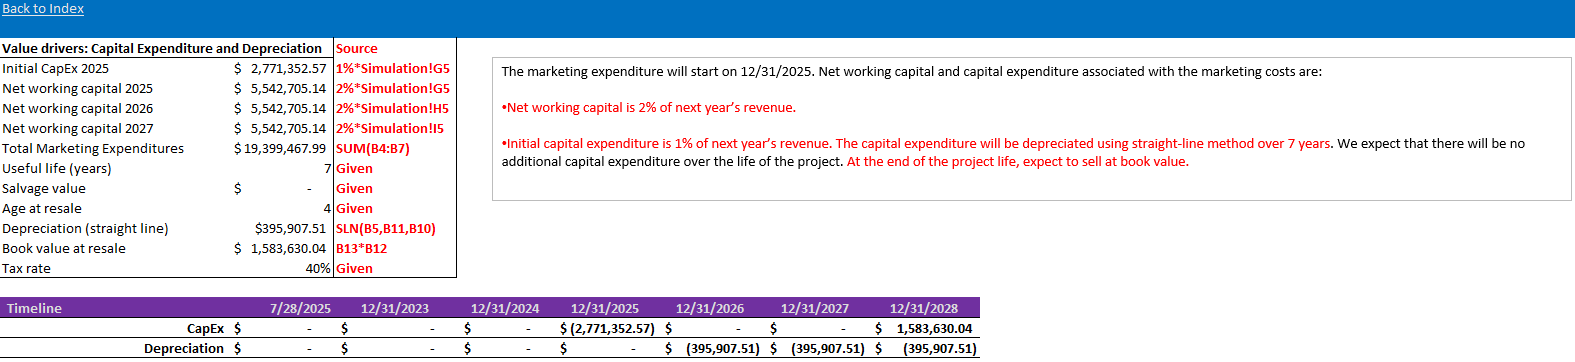 Back to Index
Value drivers: Capital Expenditure and Depreciation Source
Initial CapEx 2025 $ 2,771,352.57 1%*Simulation!G5
Net working capital 2025 $ 5,542,705.14 2%*Simulation!G5
Net working capital 2026 $ 5,542,705.14 2%*Simulation!H5
Net working capital 2027 $ 5,542,705.14 2%*Simulation!I5
Total Marketing Expenditures $ 19,399,467.99 SUM(B4:B7)
Useful life (years) 7 Given
Salvage value $ - Given
Age at resale 4 Given
Depreciation (straight line) $395,907.51 SLN(B5,B11,B10)
Book value at resale $ 1,583,630.04 B13*B12
Tax rate 40% Given
The marketing expenditure will start on 12/31/2025. Net working capital and capital expenditure associated with the marketing costs are:
•Net working capital is 2% of next year's revenue.
•Initial capital expenditure is 1% of next year's revenue. The capital expenditure will be depreciated using straight-line method over 7 years. We expect that there will be no
additional capital expenditure over the life of the project. At the end of the project life, expect to sell at book value.
Timeline 7/28/2025 12/31/2023 12/31/2024 12/31/2025 12/31/2026 12/31/2027 12/31/2028
CapEx $ - $ - $ - $ (2,771,352.57) $ - $ - $ 1,583,630.04
Depreciation $ - $ - $ - $ - $ (395,907.51) $ (395,907.51) $ (395,907.51)